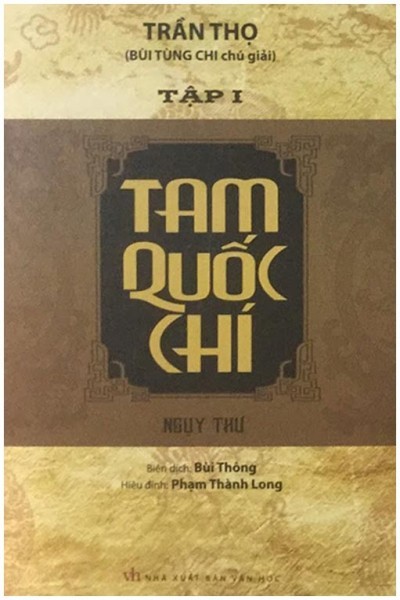 TRẦN THỌ
(BÙI TÙNG CHI chú giải)
TẬP I
TAM
QUỐC
CHÍ
NGỤY THƯ
Biên dịch: Bùi Thông
Hiệu đính: Phạm Thành Long
vh NHÀ XUẤT BẢN VĂN HỌC